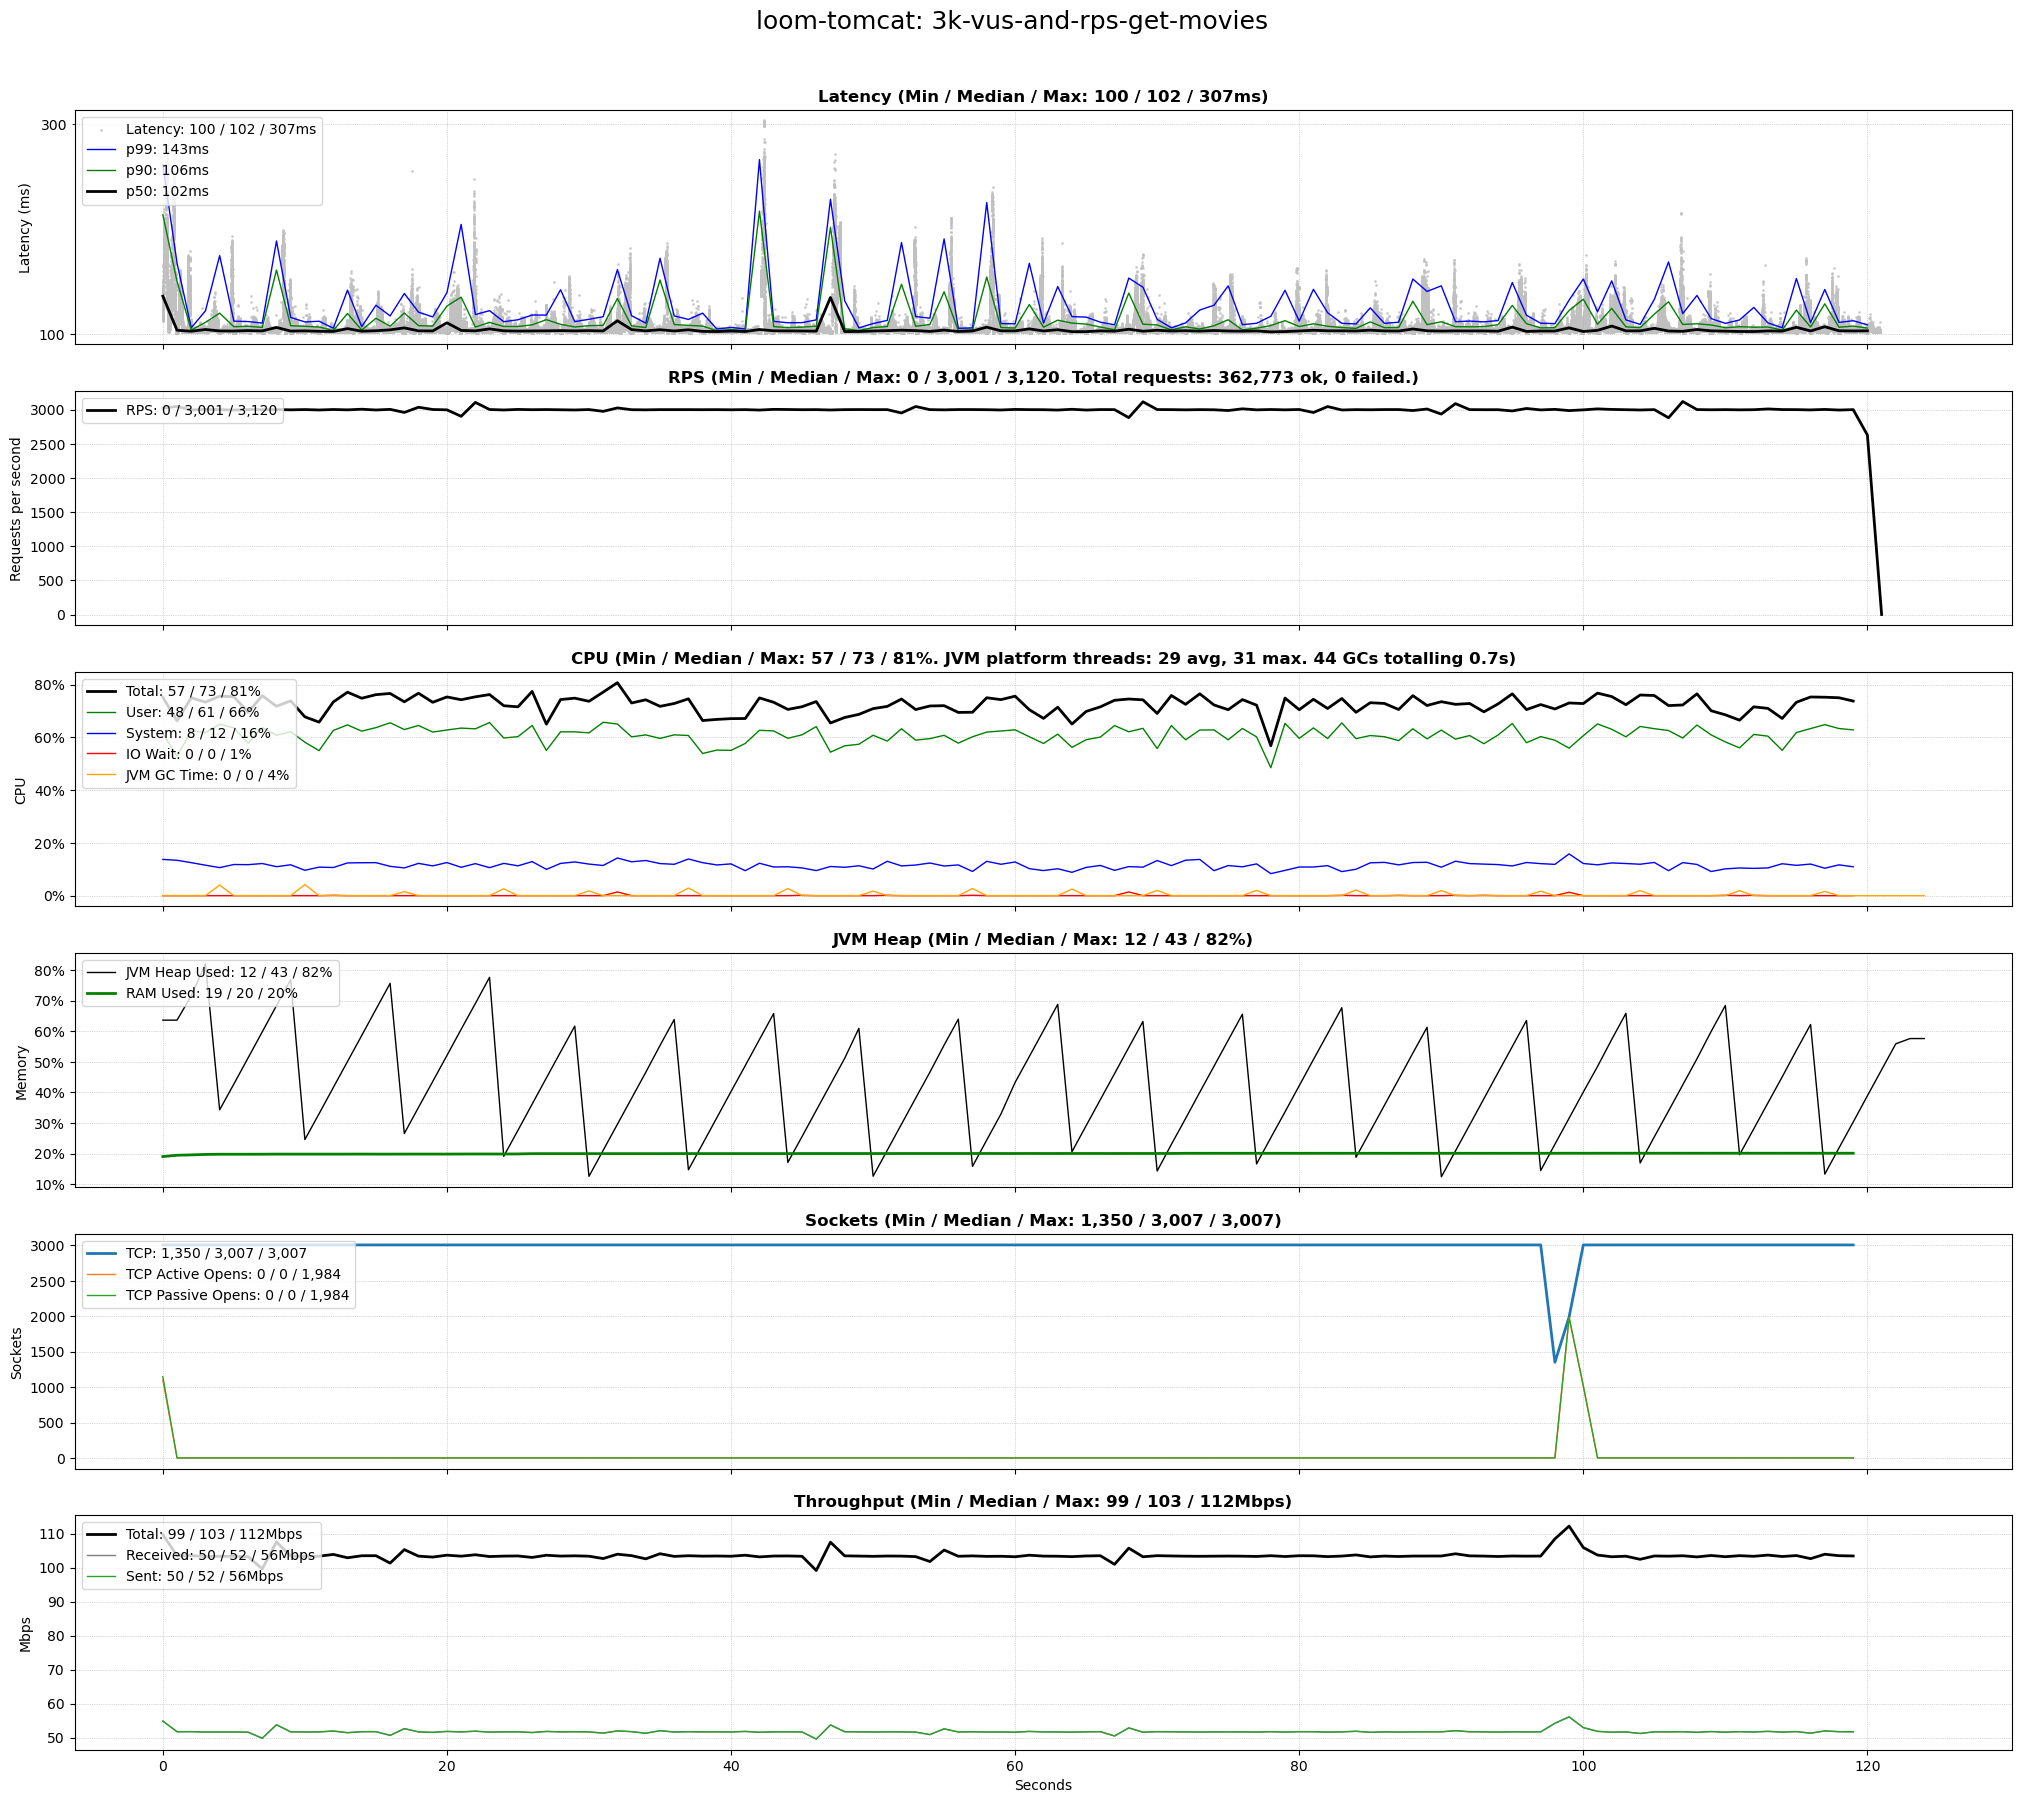 loom-tomcat: 3k-vus-and-rps-get-movies
Latency (Min / Median / Max: 100 / 102 / 307ms)
Latency (ms)
300
100
Latency: 100 / 102 / 307ms
p99: 143ms
p90: 106ms
p50: 102ms
RPS (Min / Median / Max: 0 / 3,001 / 3,120. Total requests: 362,773 ok, 0 failed.)
Requests per second
3000
2500
2000
1500
1000
500
0
RPS: 0 / 3,001 / 3,120
CPU (Min / Median / Max: 57 / 73 / 81%. JVM platform threads: 29 avg, 31 max. 44 GCs totalling 0.7s)
CPU
80%
60%
40%
20%
0%
Total: 57 / 73 / 81%
User: 48 / 61 / 66%
System: 8 / 12 / 16%
IO Wait: 0 / 0 / 1%
JVM GC Time: 0 / 0 / 4%
JVM Heap (Min / Median / Max: 12 / 43 / 82%)
Memory
80%
70%
60%
50%
40%
30%
20%
10%
JVM Heap Used: 12 / 43 / 82%
RAM Used: 19 / 20 / 20%
Sockets (Min / Median / Max: 1,350 / 3,007 / 3,007)
Sockets
3000
2500
2000
1500
1000
500
0
TCP: 1,350 / 3,007 / 3,007
TCP Active Opens: 0 / 0 / 1,984
TCP Passive Opens: 0 / 0 / 1,984
Throughput (Min / Median / Max: 99 / 103 / 112Mbps)
Mbps
110
100
90
80
70
60
50
Total: 99 / 103 / 112Mbps
Received: 50 / 52 / 56Mbps
Sent: 50 / 52 / 56Mbps
0 20 40 60 80 100 120
Seconds